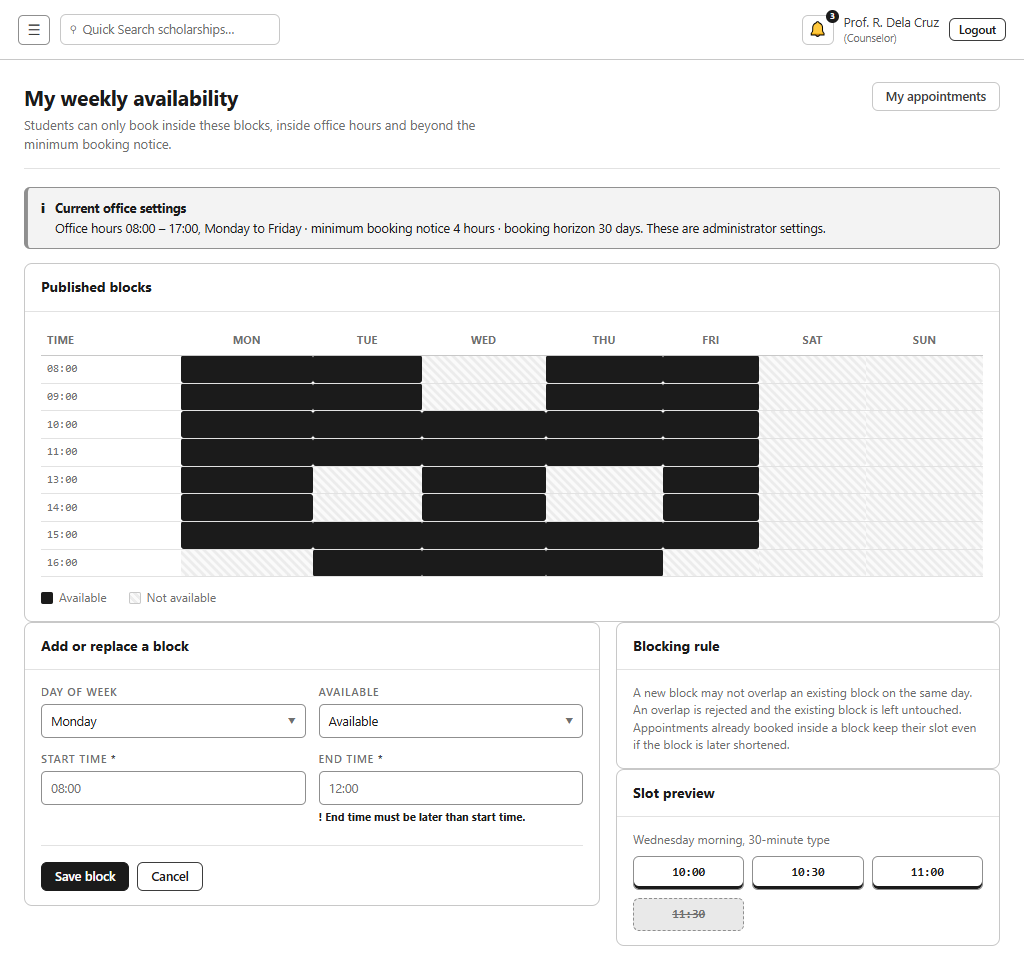 Quick Search scholarships...
3
Prof. R. Dela Cruz
(Counselor)
Logout
My weekly availability
My appointments
Students can only book inside these blocks, inside office hours and beyond the
minimum booking notice.
i Current office settings
Office hours 08:00 – 17:00, Monday to Friday · minimum booking notice 4 hours · booking horizon 30 days. These are administrator settings.
Published blocks
TIME MON TUE WED THU FRI SAT SUN
08:00
09:00
10:00
11:00
13:00
14:00
15:00
16:00
Available Not available
Add or replace a block
DAY OF WEEK AVAILABLE
Monday Available
START TIME * END TIME *
08:00 12:00
! End time must be later than start time.
Save block Cancel
Blocking rule
A new block may not overlap an existing block on the same day.
An overlap is rejected and the existing block is left untouched.
Appointments already booked inside a block keep their slot even
if the block is later shortened.
Slot preview
Wednesday morning, 30-minute type
10:00 10:30 11:00
11:30